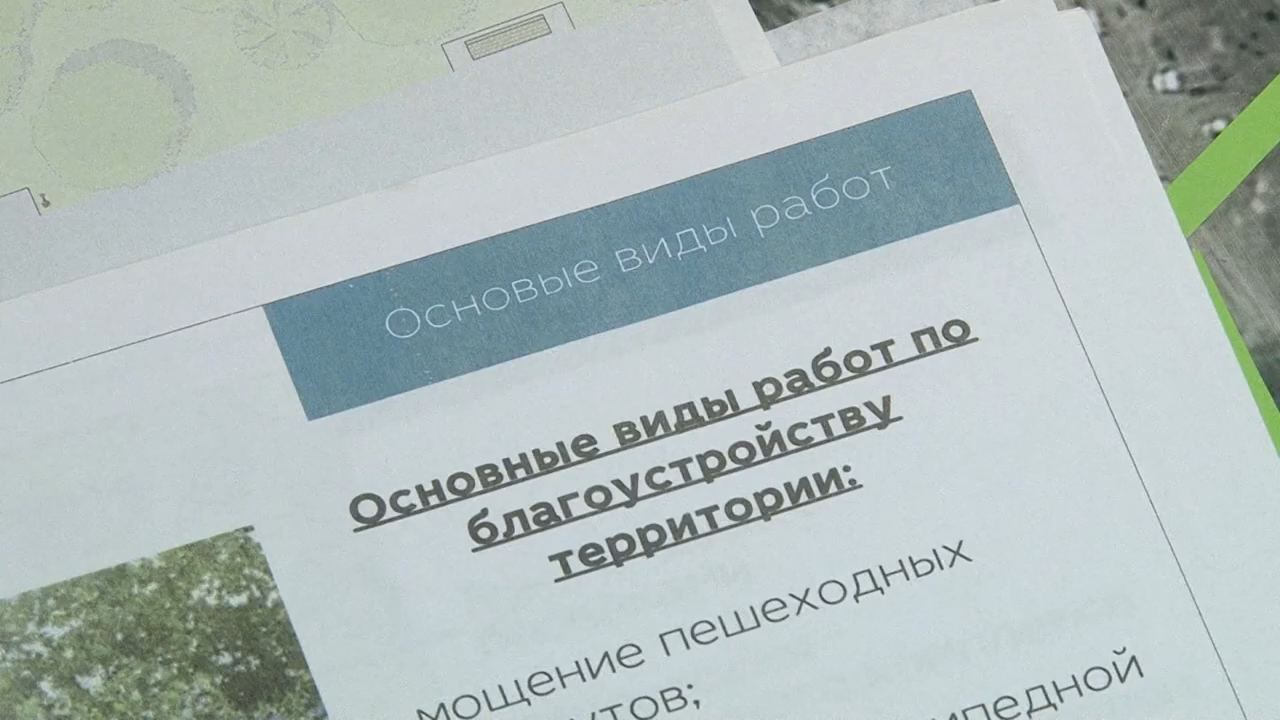 Основые виды работ
Основные виды работ по
благоустройству
территории:
мощение пешеходных